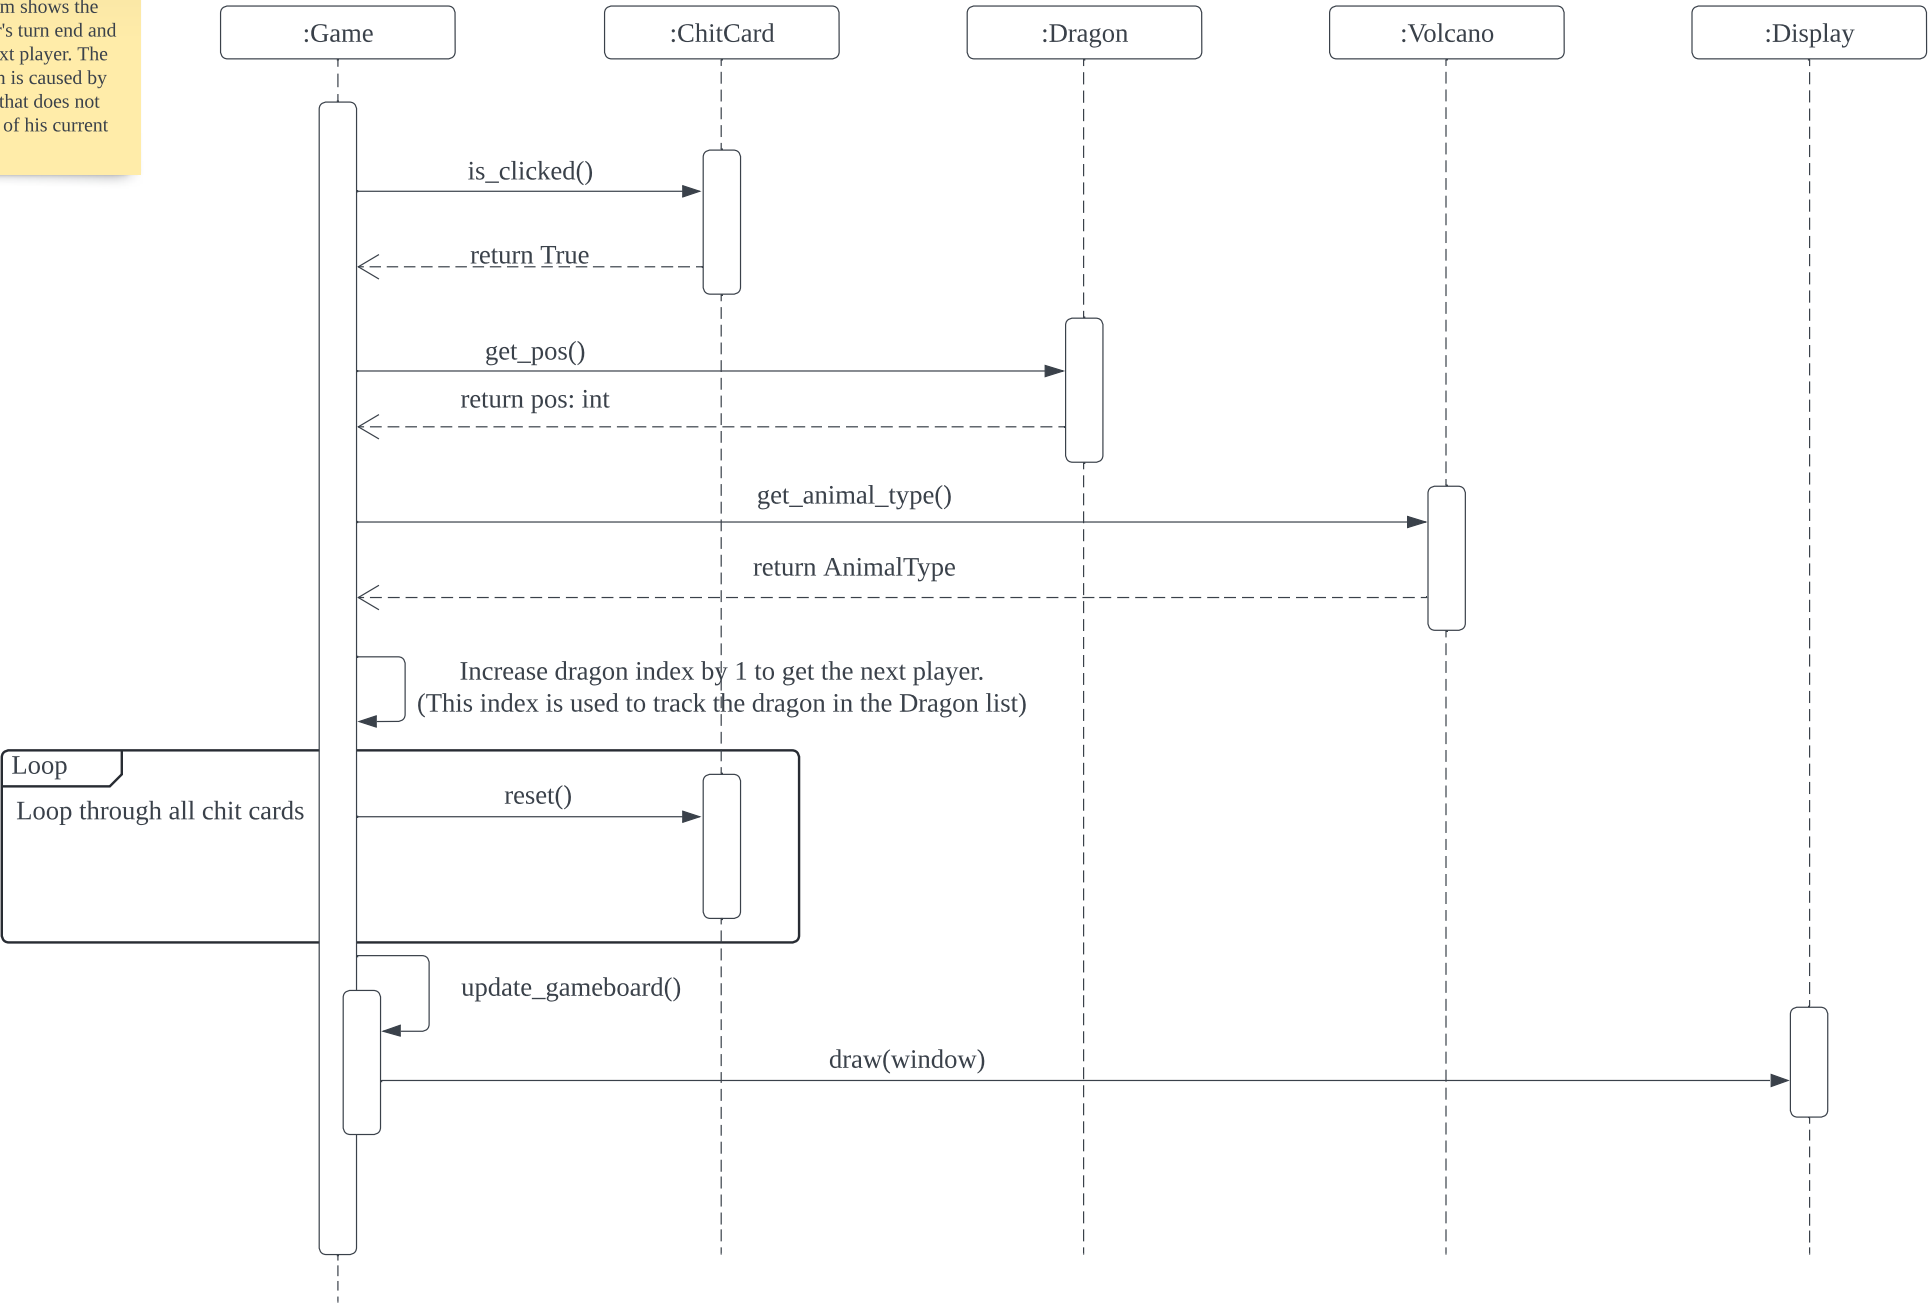 m shows the
's turn end and
xt player. The
n is caused by
that does not
of his current
:Game
:ChitCard
:Dragon
:Volcano
:Display
is_clicked()
return True
get_pos()
return pos: int
get_animal_type()
return AnimalType
Increase dragon index by 1 to get the next player.
(This index is used to track the dragon in the Dragon list)
Loop
reset()
Loop through all chit cards
update_gameboard()
draw(window)